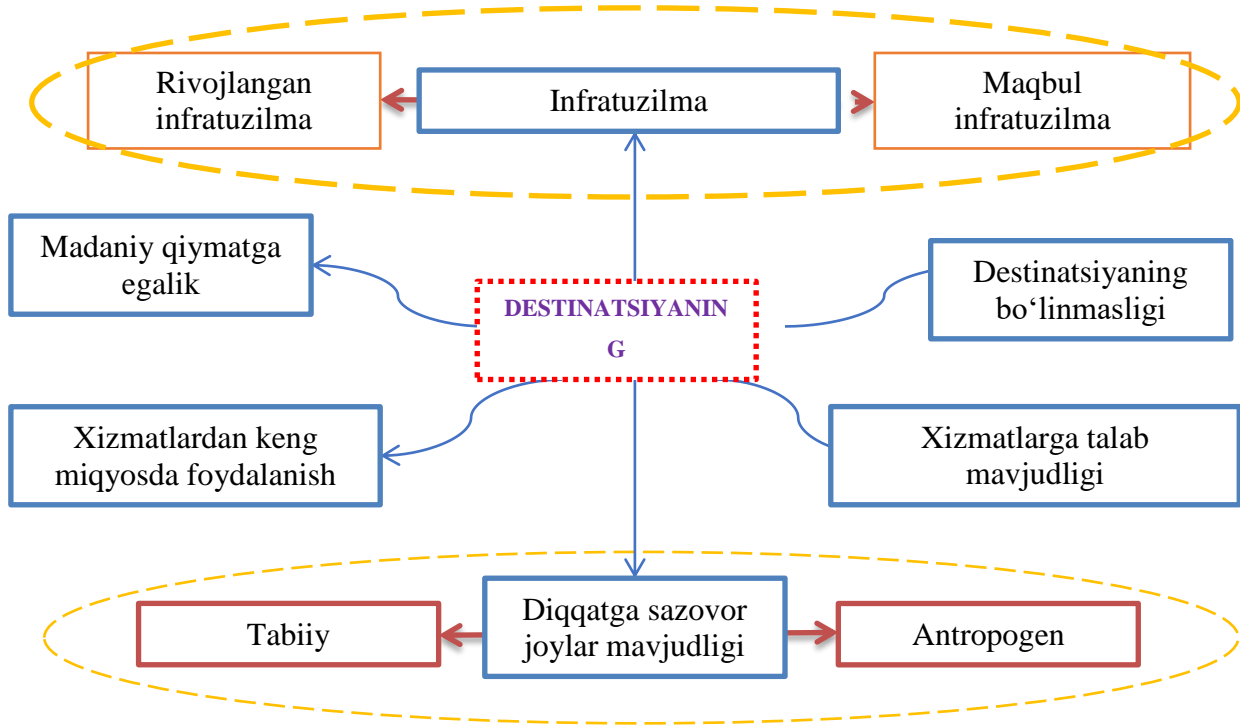 Rivojlangan
infratuzilma
Infratuzilma
Maqbul
infratuzilma
Madaniy qiymatga
egalik
DESTINATSIYANIN
G
Destinatsiyaning
bo‘linmasligi
Xizmatlardan keng
miqyosda foydalanish
Xizmatlarga talab
mavjudligi
Tabiiy
Diqqatga sazovor
joylar mavjudligi
Antropogen